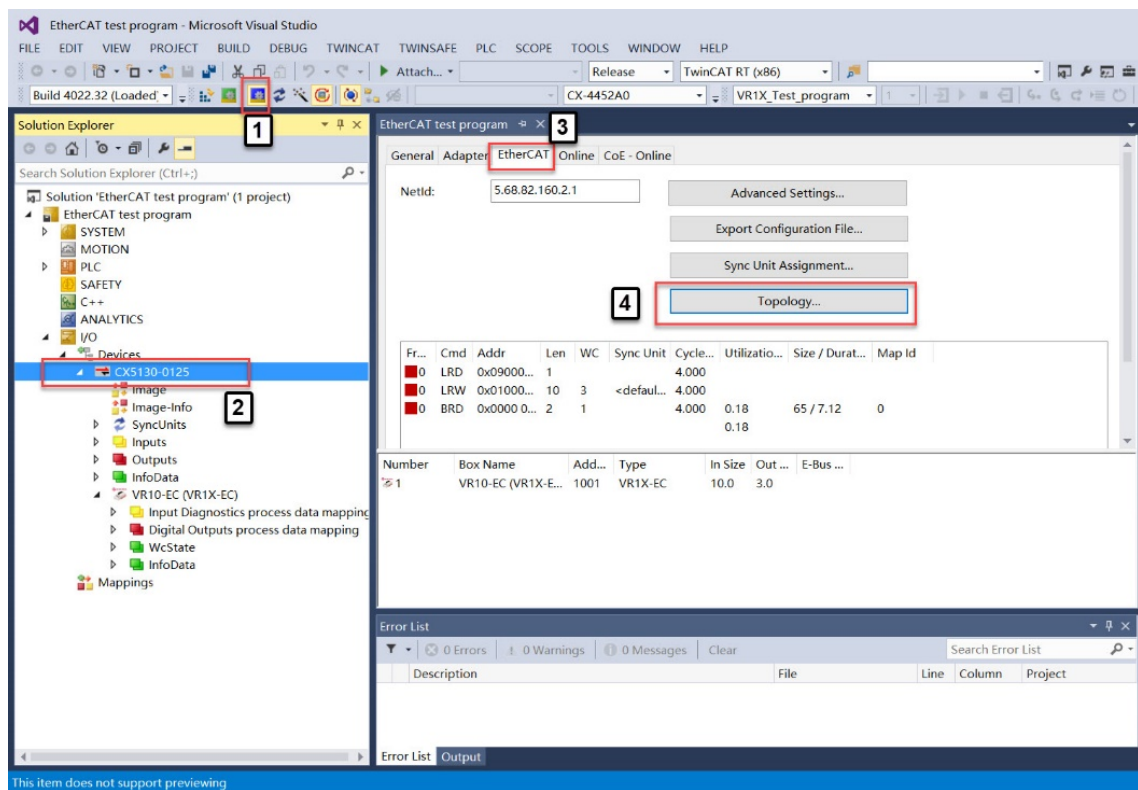 EtherCAT test program - Microsoft Visual Studio
FILE EDIT VIEW PROJECT BUILD DEBUG TWINCAT TWINSAFE PLC SCOPE TOOLS WINDOW HELP
Attach... Release TwinCAT RT (x86)
Build 4022.32 (Loaded) CX-4452A0 VR1X_Test_program 1
1
Solution Explorer
Search Solution Explorer (Ctrl+;)
Solution 'EtherCAT test program' (1 project)
EtherCAT test program
SYSTEM
MOTION
PLC
SAFETY
C++
ANALYTICS
I/O
Devices
CX5130-0125
Image
2
Image-Info
SyncUnits
Inputs
Outputs
InfoData
VR10-EC (VR1X-EC)
Input Diagnostics process data mapping
Digital Outputs process data mapping
WcState
InfoData
Mappings
EtherCAT test program
3
General Adapter EtherCAT Online CoE - Online
NetId: 5.68.82.160.2.1
Advanced Settings...
Export Configuration File...
Sync Unit Assignment...
4 Topology...
Fr... Cmd Addr Len WC Sync Unit Cycle... Utilizatio... Size / Durat... Map Id
0 LRD 0x09000... 1 4.000
0 LRW 0x01000... 10 3 <defaul... 4.000
0 BRD 0x0000 0... 2 1 4.000 0.18 65 / 7.12 0
0.18
Number Box Name Add... Type In Size Out ... E-Bus ...
1 VR10-EC (VR1X-E... 1001 VR1X-EC 10.0 3.0
Error List
0 Errors 0 Warnings 0 Messages Clear Search Error List
Description File Line Column Project
Error List Output
This item does not support previewing